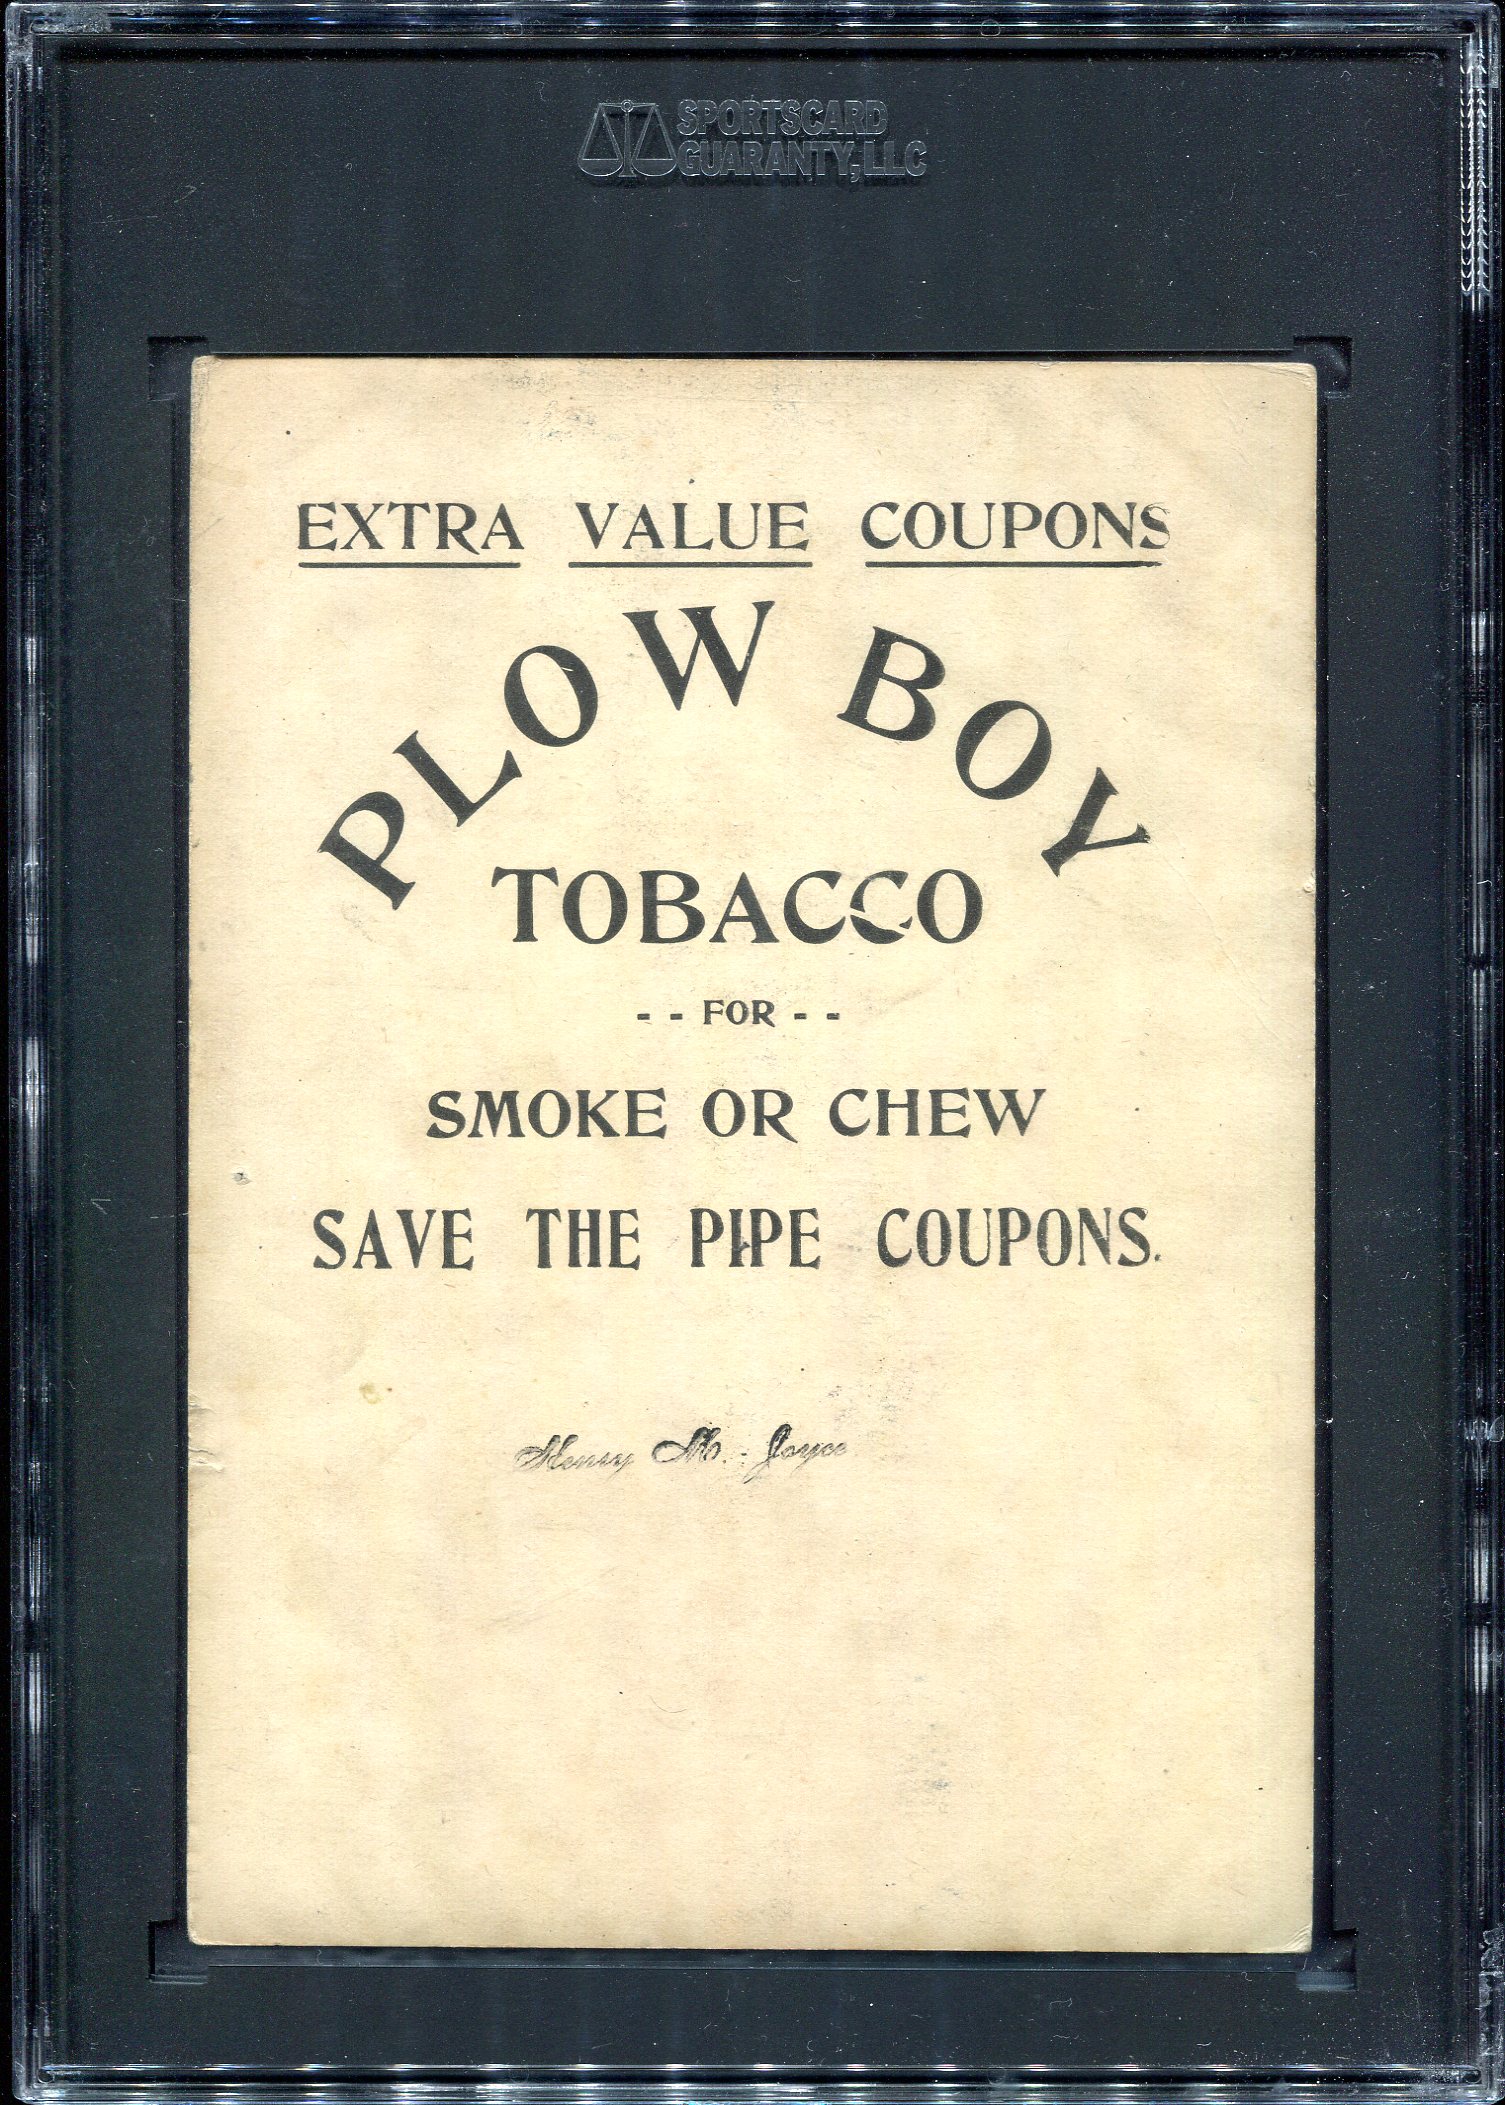 SPORTSCARD
GUARANTY, LLC
EXTRA VALUE COUPONS
PLOW BOY
TOBACCO
- - FOR - -
SMOKE OR CHEW
SAVE THE PIPE COUPONS.
Henry M. Joyce